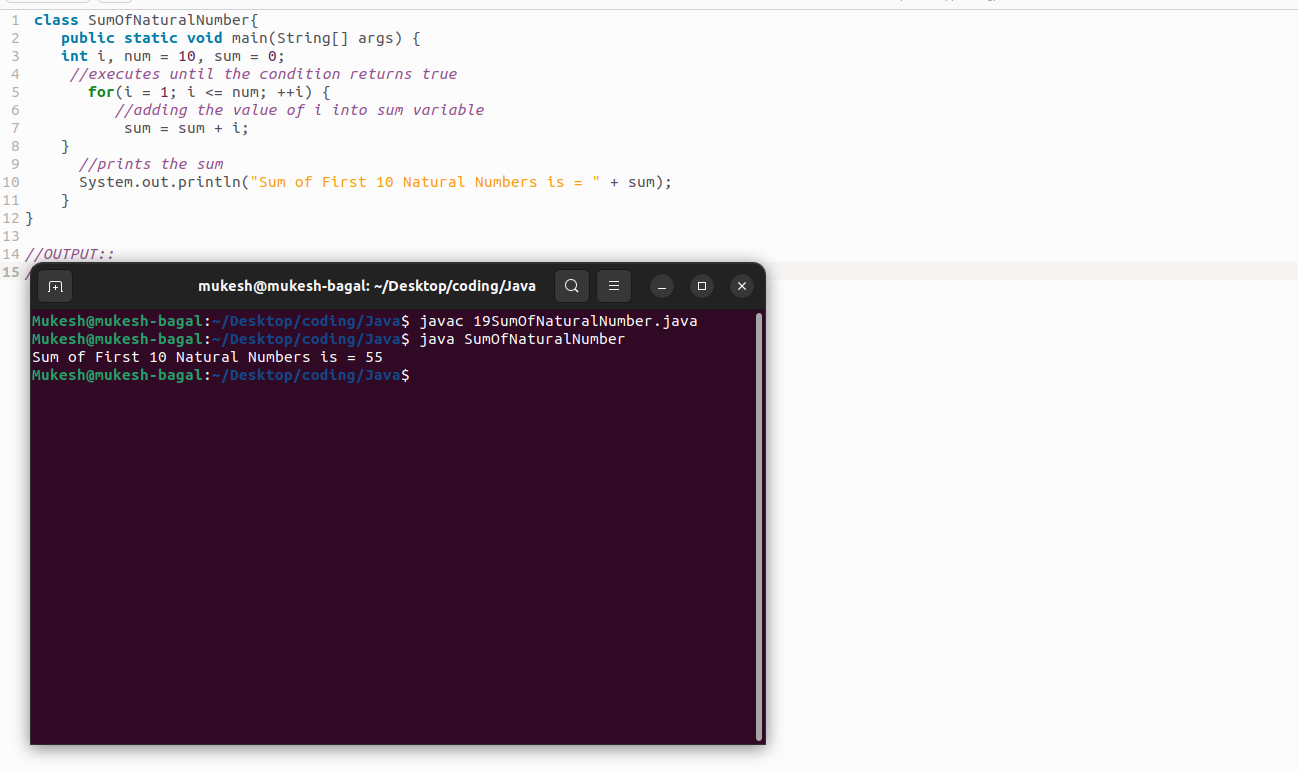 1 class SumOfNaturalNumber{
2 public static void main(String[] args) {
3 int i, num = 10, sum = 0;
4 //executes until the condition returns true
5 for(i = 1; i <= num; ++i) {
6 //adding the value of i into sum variable
7 sum = sum + i;
8 }
9 //prints the sum
10 System.out.println("Sum of First 10 Natural Numbers is = " + sum);
11 }
12 }
13
14 //OUTPUT::
15
mukesh@mukesh-bagal: ~/Desktop/coding/Java
Mukesh@mukesh-bagal:~/Desktop/coding/Java$ javac 19SumOfNaturalNumber.java
Mukesh@mukesh-bagal:~/Desktop/coding/Java$ java SumOfNaturalNumber
Sum of First 10 Natural Numbers is = 55
Mukesh@mukesh-bagal:~/Desktop/coding/Java$